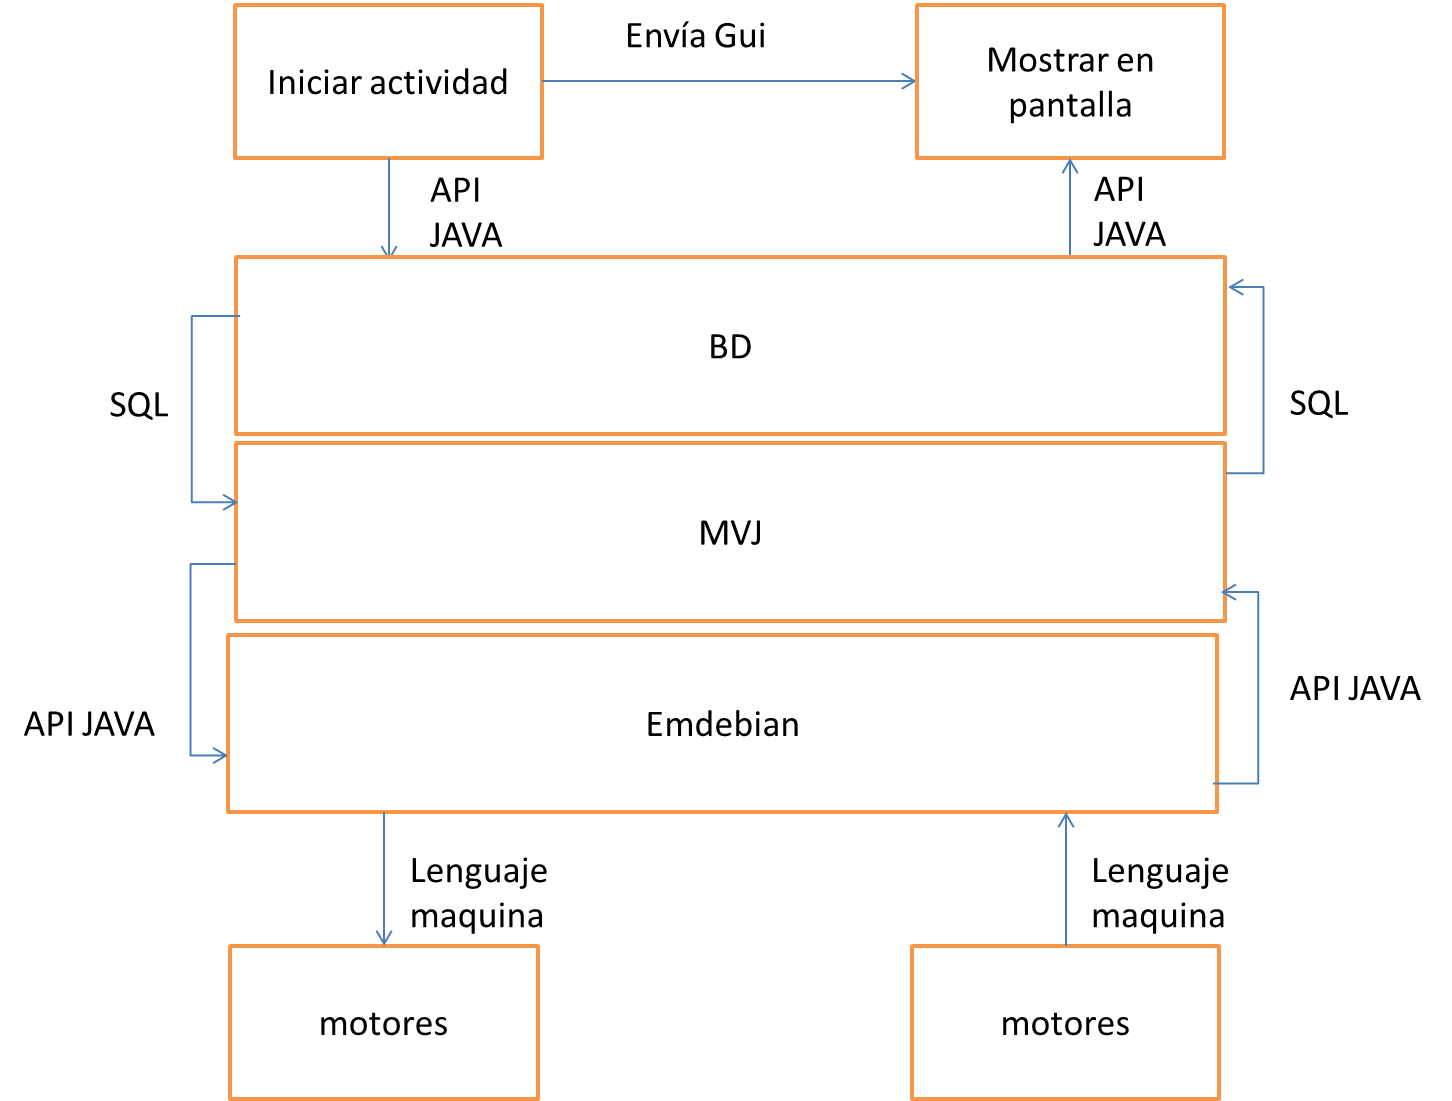 Iniciar actividad
Envía Gui
Mostrar en
pantalla
API
JAVA
API
JAVA
BD
SQL
SQL
MVJ
API JAVA
API JAVA
Emdebian
Lenguaje
maquina
Lenguaje
maquina
motores
motores